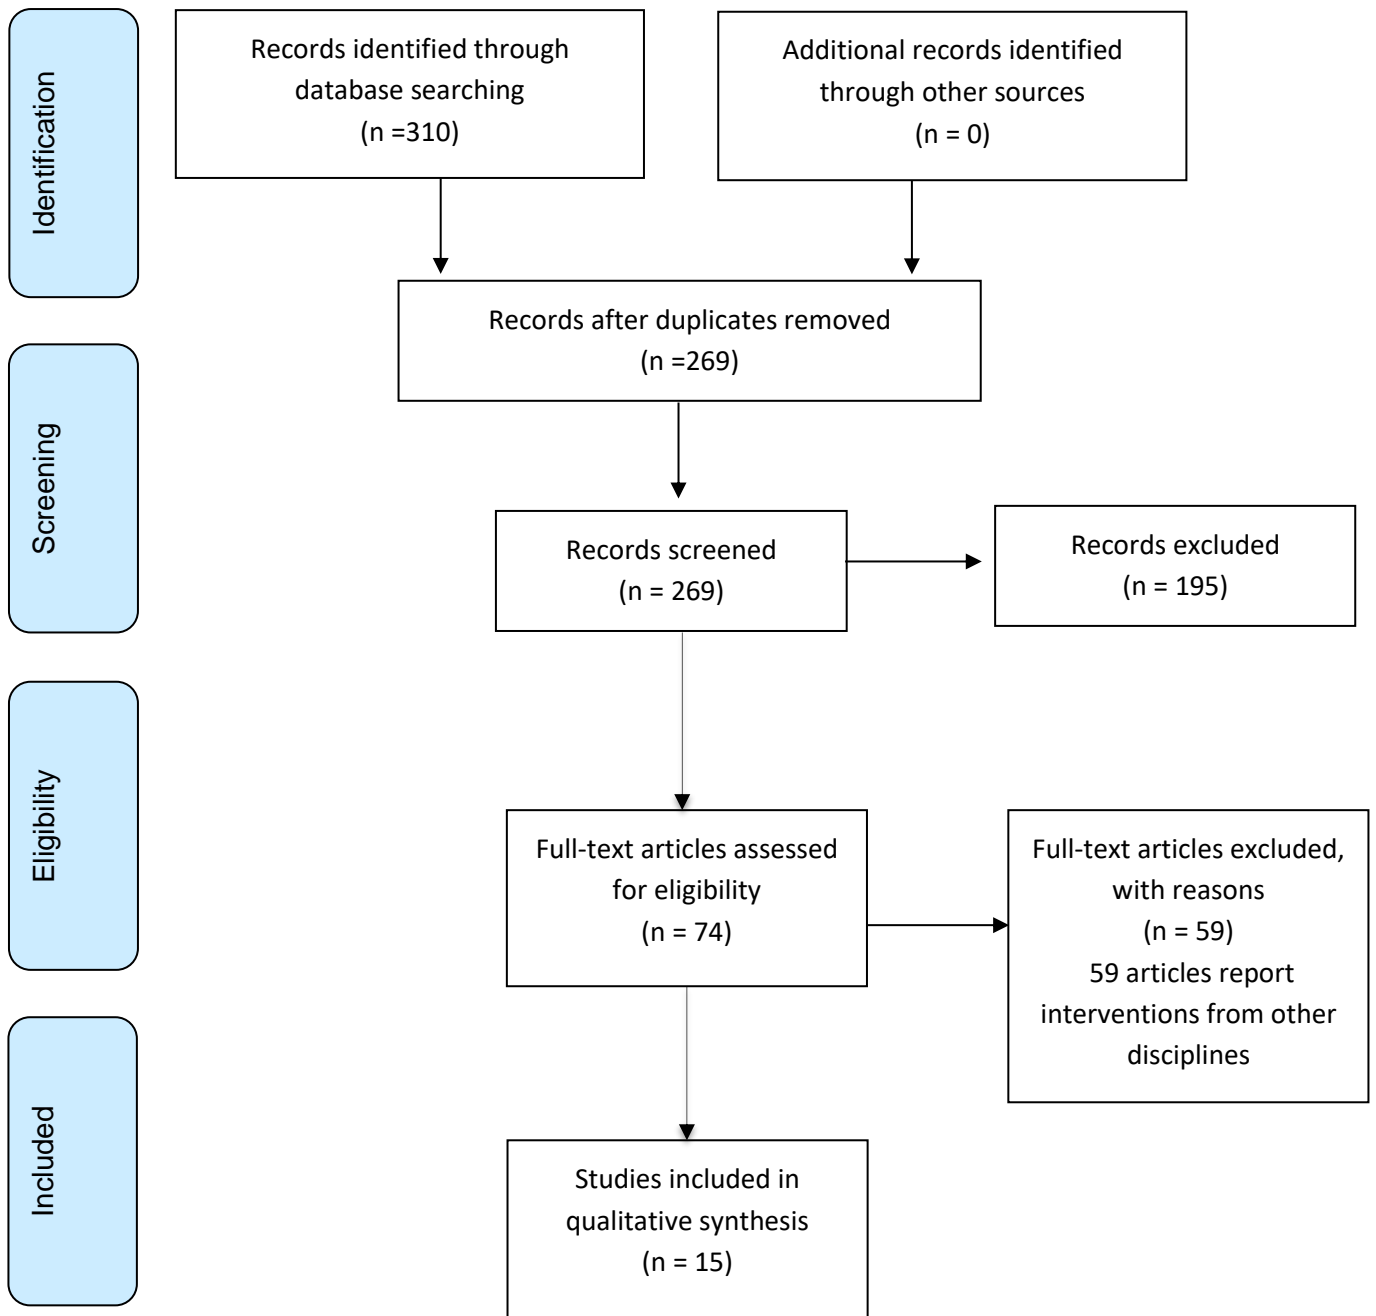 Identification
Records identified through
database searching
(n =310)
Additional records identified
through other sources
(n = 0)
Records after duplicates removed
(n =269)
Screening
Records screened
(n = 269)
Records excluded
(n = 195)
Eligibility
Full-text articles assessed
for eligibility
(n = 74)
Full-text articles excluded,
with reasons
(n = 59)
59 articles report
interventions from other
disciplines
Included
Studies included in
qualitative synthesis
(n = 15)